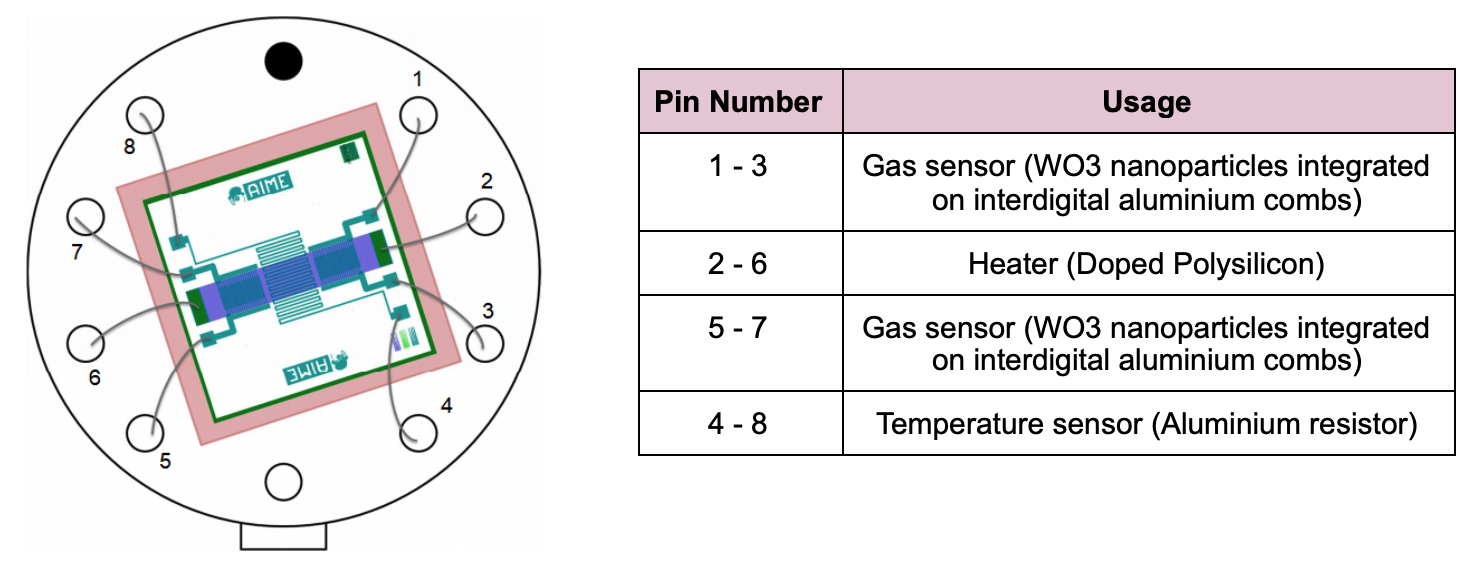 1
8
2
7
3
6
4
5
AIME
AIME
Pin Number
Usage
1 - 3
Gas sensor (WO3 nanoparticles integrated
on interdigital aluminium combs)
2 - 6
Heater (Doped Polysilicon)
5 - 7
Gas sensor (WO3 nanoparticles integrated
on interdigital aluminium combs)
4 - 8
Temperature sensor (Aluminium resistor)